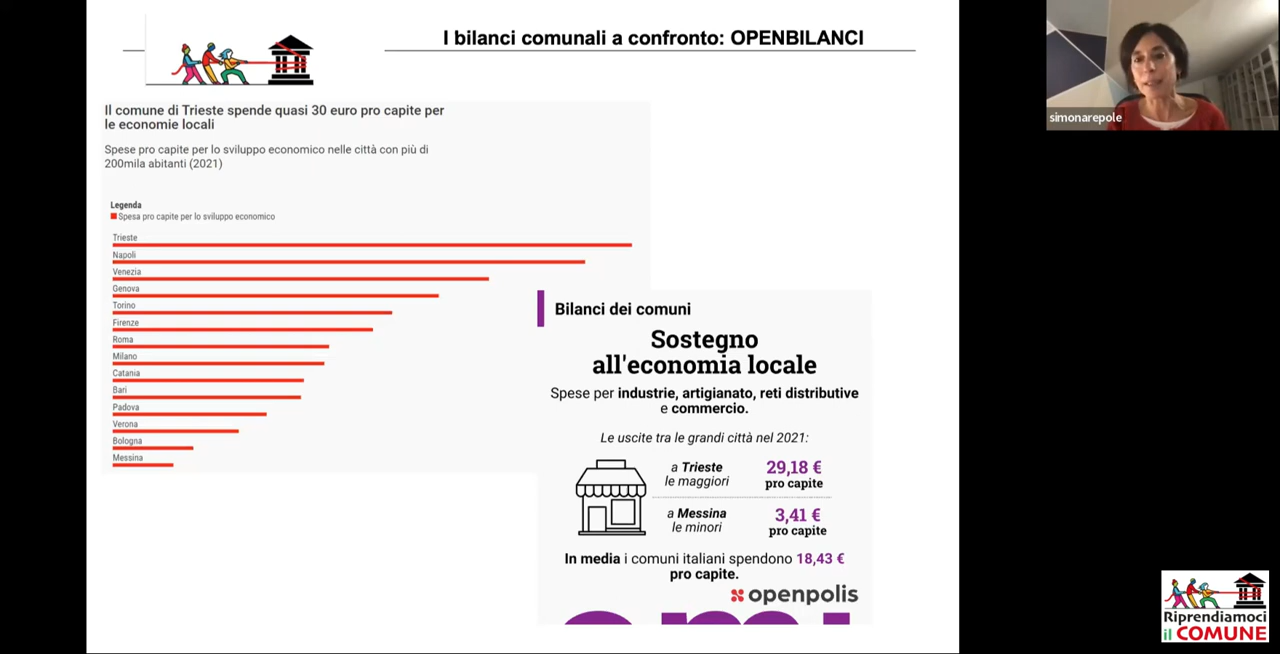 I bilanci comunali a confronto: OPENBILANCI
simonarepole
Il comune di Trieste spende quasi 30 euro pro capite per
le economie locali
Spese pro capite per lo sviluppo economico nelle città con più di
200mila abitanti (2021)
Legenda
Spesa pro capite per lo sviluppo economico
Trieste
Napoli
Venezia
Genova
Torino
Firenze
Roma
Milano
Catania
Bari
Padova
Verona
Bologna
Messina
Bilanci dei comuni
Sostegno
all'economia locale
Spese per industrie, artigianato, reti distributive
e commercio.
Le uscite tra le grandi città nel 2021:
a Trieste
le maggiori
29,18 €
pro capite
a Messina
le minori
3,41 €
pro capite
In media i comuni italiani spendono 18,43 €
pro capite.
openpolis
Riprendiamoci
il COMUNE